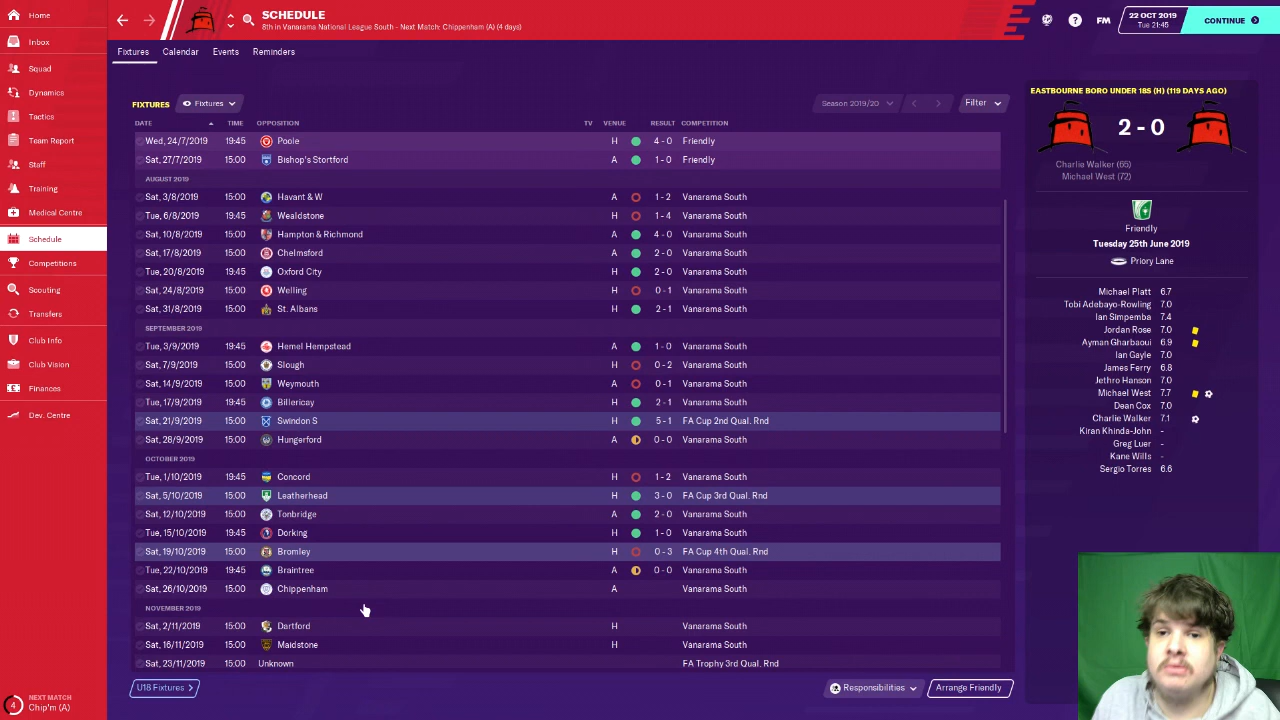 Home
Inbox
Squad
Dynamics
Tactics
Team Report
Staff
Training
Medical Centre
Schedule
Competitions
Scouting
Transfers
Club Info
Club Vision
Finances
Dev. Centre
4
NEXT MATCH
Chip'm (A)
SCHEDULE
8th in Vanarama National League South - Next Match: Chippenham (A) (4 days)
? FM
22 OCT 2019
Tue 21:45
CONTINUE
Fixtures Calendar Events Reminders
FIXTURES Fixtures Season 2019/20 Filter
DATE TIME OPPOSITION TV VENUE RESULT COMPETITION
Wed, 24/7/2019 19:45 Poole H 4 - 0 Friendly
Sat, 27/7/2019 15:00 Bishop's Stortford A 1 - 0 Friendly
AUGUST 2019
Sat, 3/8/2019 15:00 Havant & W A 1 - 2 Vanarama South
Tue, 6/8/2019 19:45 Wealdstone H 1 - 4 Vanarama South
Sat, 10/8/2019 15:00 Hampton & Richmond H 4 - 0 Vanarama South
Sat, 17/8/2019 15:00 Chelmsford A 2 - 0 Vanarama South
Tue, 20/8/2019 19:45 Oxford City H 2 - 0 Vanarama South
Sat, 24/8/2019 15:00 Welling A 0 - 1 Vanarama South
Sat, 31/8/2019 15:00 St. Albans H 2 - 1 Vanarama South
SEPTEMBER 2019
Tue, 3/9/2019 19:45 Hemel Hempstead A 1 - 0 Vanarama South
Sat, 7/9/2019 15:00 Slough H 0 - 2 Vanarama South
Sat, 14/9/2019 15:00 Weymouth A 0 - 1 Vanarama South
Tue, 17/9/2019 19:45 Billericay H 2 - 1 Vanarama South
Sat, 21/9/2019 15:00 Swindon S H 5 - 1 FA Cup 2nd Qual. Rnd
Sat, 28/9/2019 15:00 Hungerford A 0 - 0 Vanarama South
OCTOBER 2019
Tue, 1/10/2019 19:45 Concord H 1 - 2 Vanarama South
Sat, 5/10/2019 15:00 Leatherhead H 3 - 0 FA Cup 3rd Qual. Rnd
Sat, 12/10/2019 15:00 Tonbridge A 2 - 0 Vanarama South
Tue, 15/10/2019 19:45 Dorking H 1 - 0 Vanarama South
Sat, 19/10/2019 15:00 Bromley H 0 - 3 FA Cup 4th Qual. Rnd
Tue, 22/10/2019 19:45 Braintree A 0 - 0 Vanarama South
Sat, 26/10/2019 15:00 Chippenham A Vanarama South
NOVEMBER 2019
Sat, 2/11/2019 15:00 Dartford H Vanarama South
Sat, 16/11/2019 15:00 Maidstone H Vanarama South
Sat, 23/11/2019 15:00 Unknown FA Trophy 3rd Qual. Rnd
U18 Fixtures Responsibilities Arrange Friendly
EASTBOURNE BORO UNDER 18S (H) (119 DAYS AGO)
2 - 0
Charlie Walker (65)
Michael West (72)
Friendly
Tuesday 25th June 2019
Priory Lane
Michael Platt 6.7
Tobi Adebayo-Rowling 7.0
Ian Simpemba 7.4
Jordan Rose 7.0
Ayman Gharbaoui 6.9
Ian Gayle 7.0
James Ferry 6.8
Jethro Hanson 7.0
Michael West 7.7
Dean Cox 7.0
Charlie Walker 7.1
Kiran Khinda-John -
Greg Luer -
Kane Wills -
Sergio Torres 6.6